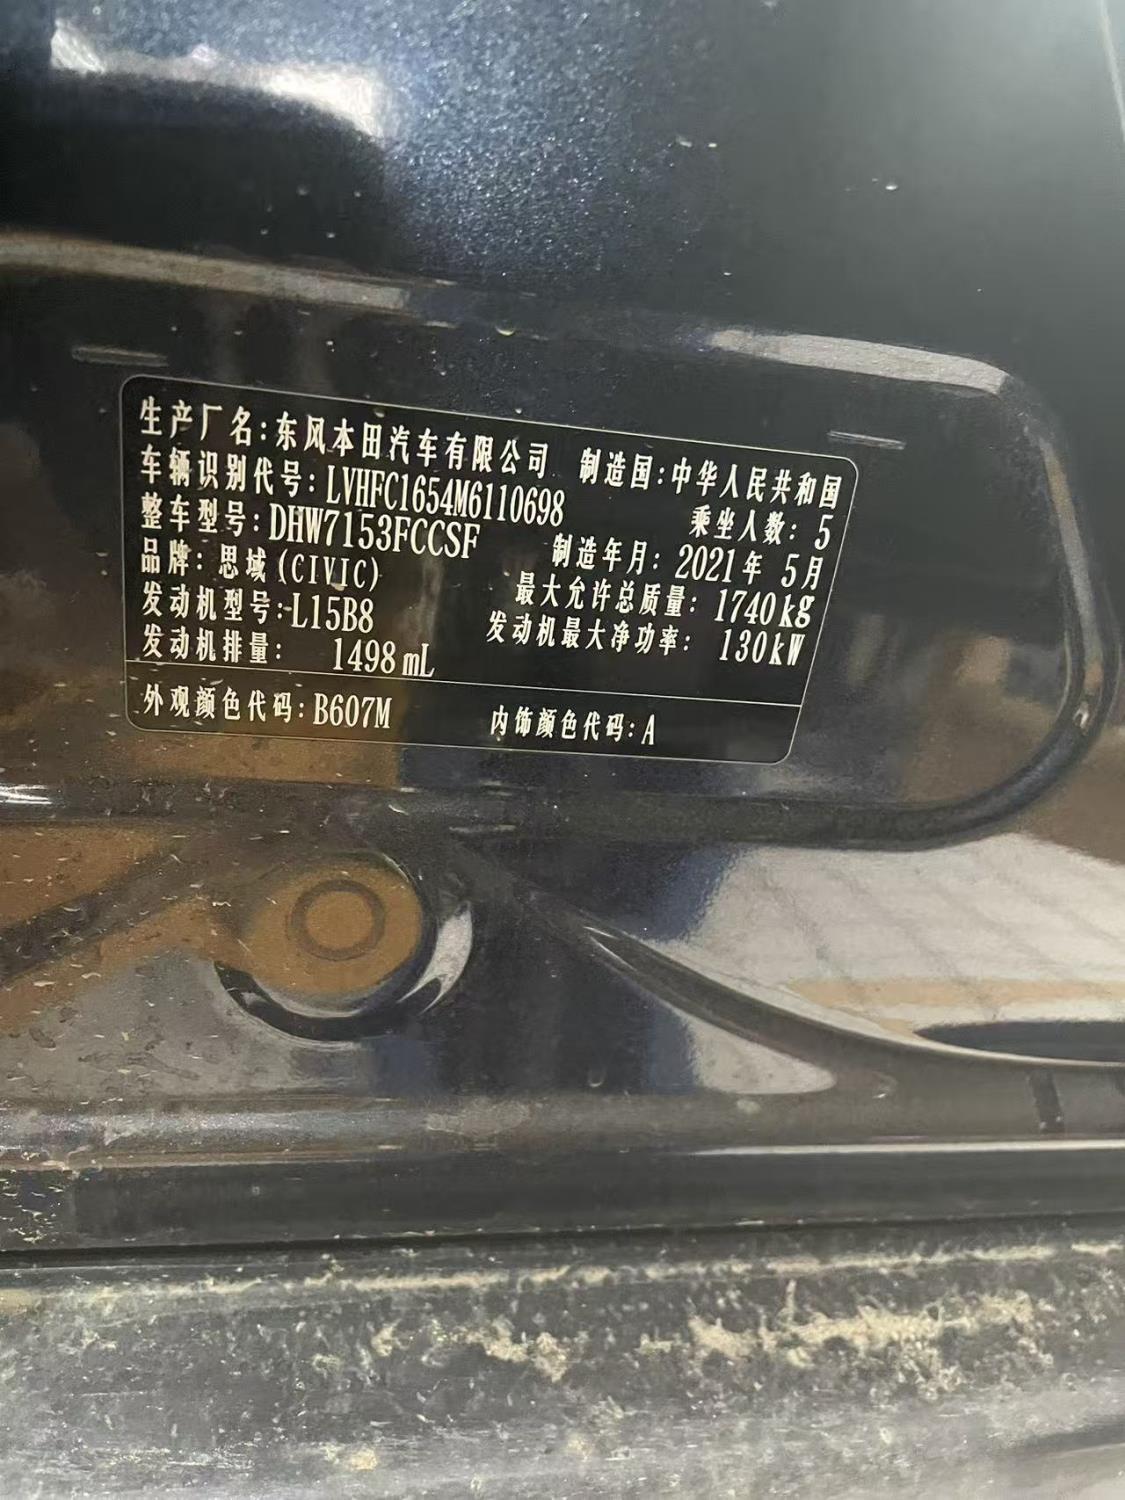 生产厂名:东风本田汽车有限公司 制造国:中华人民共和国
车辆识别代号:LVHFC1654M6110698 乘坐人数:5
整车型号:DHW7153FCCSF 制造年月:2021年 5月
品牌:思域(CIVIC) 最大允许总质量:1740kg
发动机型号:L15B8 发动机最大净功率:130kW
发动机排量: 1498mL
外观颜色代码:B607M 内饰颜色代码:A